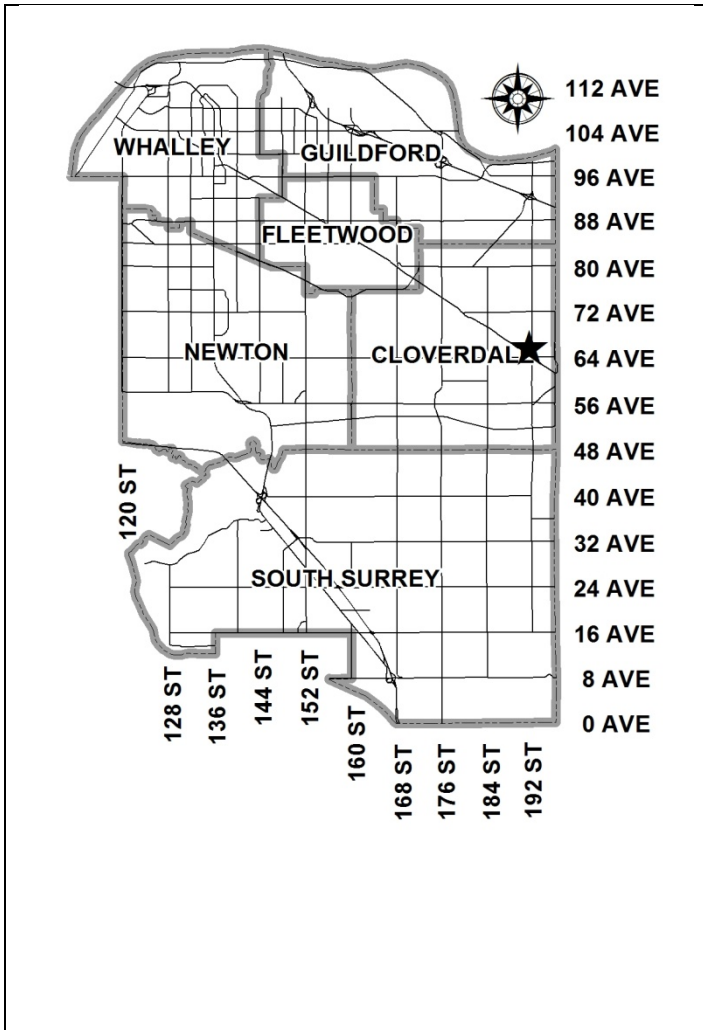 112 AVE
104 AVE
WHALLEY
GUILDFORD
96 AVE
88 AVE
FLEETWOOD
80 AVE
72 AVE
NEWTON
CLOVERDAL
64 AVE
56 AVE
48 AVE
120 ST
40 AVE
32 AVE
SOUTH SURREY
24 AVE
16 AVE
8 AVE
0 AVE
128 ST
136 ST
144 ST
152 ST
160 ST
168 ST
176 ST
184 ST
192 ST